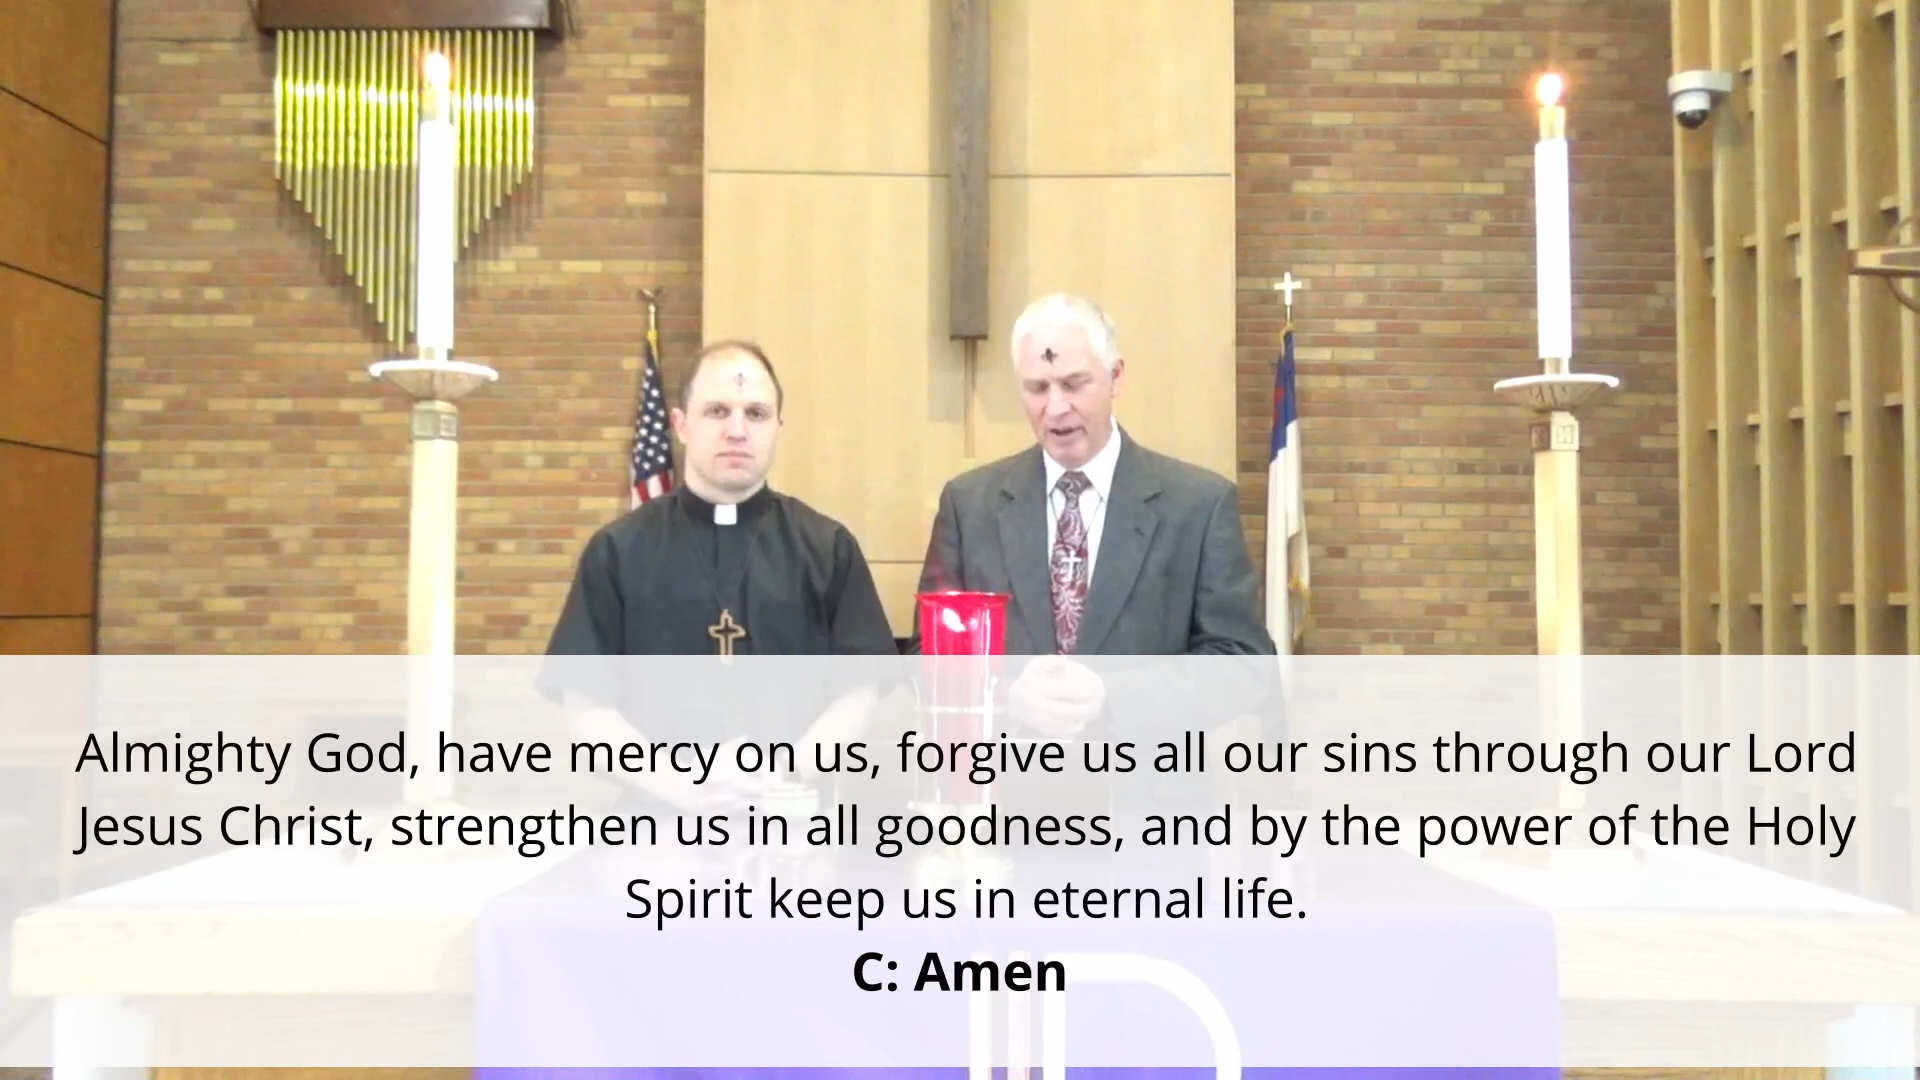 Almighty God, have mercy on us, forgive us all our sins through our Lord
Jesus Christ, strengthen us in all goodness, and by the power of the Holy
Spirit keep us in eternal life.
C: Amen